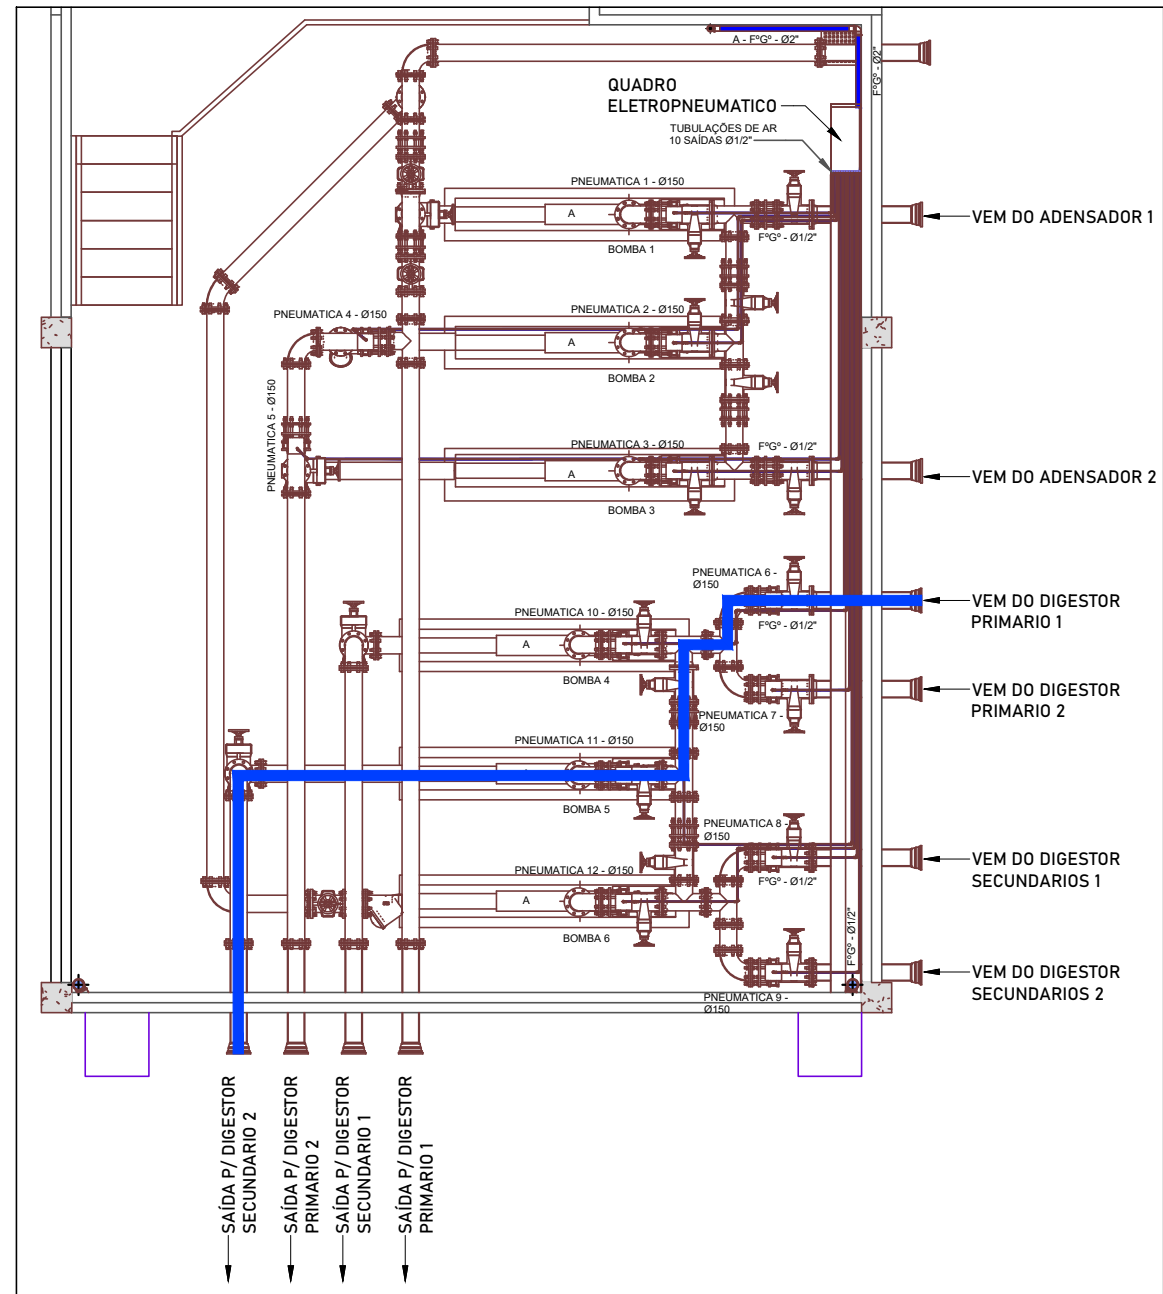 A - FºGº - Ø2"
FºGº - Ø2"
QUADRO
ELETROPNEUMATICO
TUBULAÇÕES DE AR
10 SAÍDAS Ø1/2"
PNEUMATICA 1 - Ø150
A
FºGº - Ø1/2"
BOMBA 1
VEM DO ADENSADOR 1
PNEUMATICA 4 - Ø150
PNEUMATICA 2 - Ø150
A
BOMBA 2
PNEUMATICA 5 - Ø150
PNEUMATICA 3 - Ø150
FºGº - Ø1/2"
A
BOMBA 3
VEM DO ADENSADOR 2
PNEUMATICA 6 -
Ø150
FºGº - Ø1/2"
VEM DO DIGESTOR
PRIMARIO 1
PNEUMATICA 10 - Ø150
A
BOMBA 4
VEM DO DIGESTOR
PRIMARIO 2
PNEUMATICA 7 -
Ø150
PNEUMATICA 11 - Ø150
A
BOMBA 5
PNEUMATICA 8 -
Ø150
VEM DO DIGESTOR
SECUNDARIOS 1
PNEUMATICA 12 - Ø150
FºGº - Ø1/2"
A
BOMBA 6
FºGº - Ø1/2"
VEM DO DIGESTOR
SECUNDARIOS 2
PNEUMATICA 9 -
Ø150
SAÍDA P/ DIGESTOR
SECUNDARIO 2
SAÍDA P/ DIGESTOR
PRIMARIO 2
SAÍDA P/ DIGESTOR
SECUNDARIO 1
SAÍDA P/ DIGESTOR
PRIMARIO 1